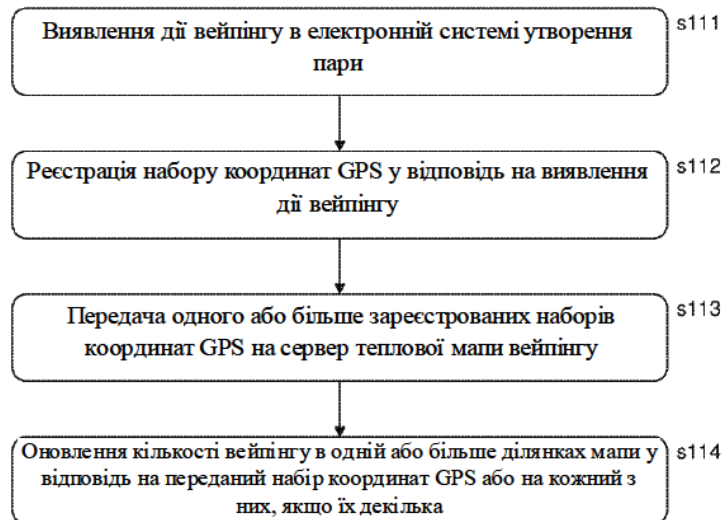 Виявлення дії вейпінгу в електронній системі утворення
пари
s111
Реєстрація набору координат GPS у відповідь на виявлення
дії вейпінгу
s112
Передача одного або більше зареєстрованих наборів
координат GPS на сервер теплової мапи вейпінгу
s113
Оновлення кількості вейпінгу в одній або більше ділянках мапи у
відповідь на переданий набір координат GPS або на кожний з
них, якщо їх декілька
s114